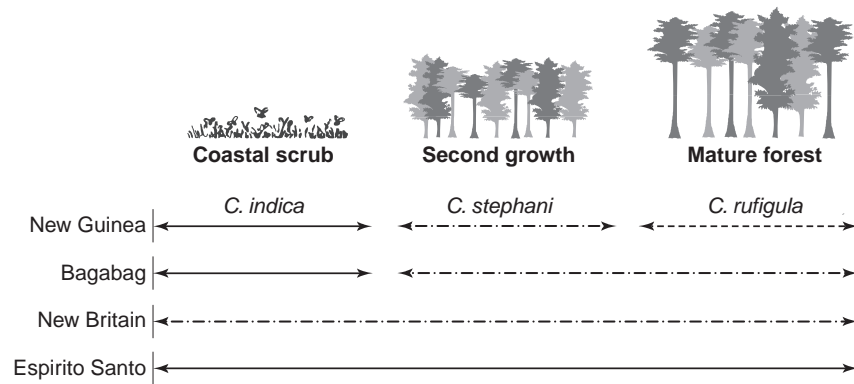 Coastal scrub Second growth Mature forest
C. indica C. stephani C. rufigula
New Guinea
Bagabag
New Britain
Espirito Santo